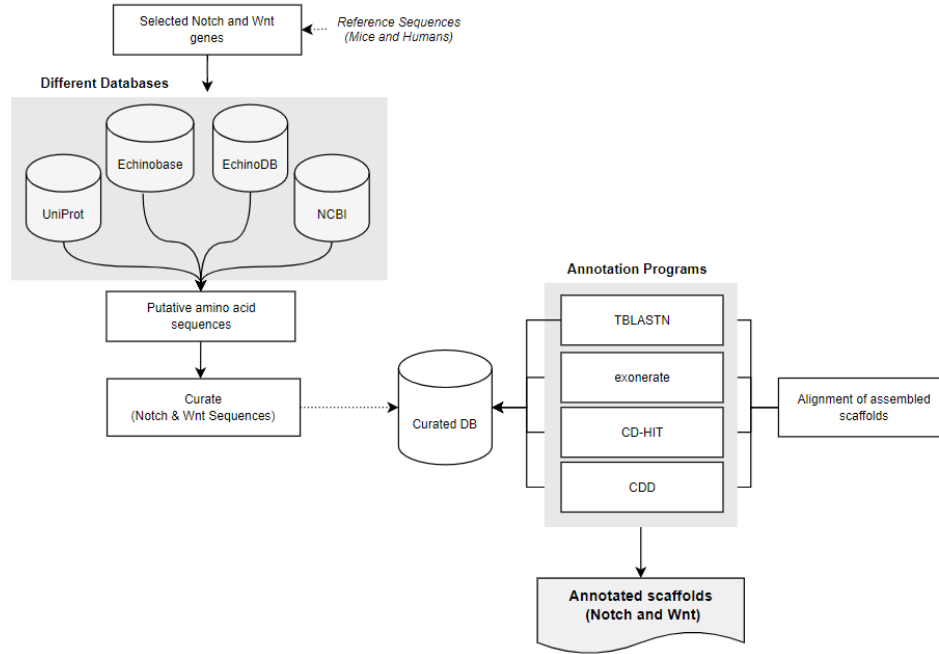 Selected Notch and Wnt
genes
Reference Sequences
(Mice and Humans)
Different Databases
Echinobase
EchinoDB
UniProt
NCBI
Putative amino acid
sequences
Curate
(Notch & Wnt Sequences)
Curated DB
Annotation Programs
TBLASTN
exonerate
CD-HIT
CDD
Alignment of assembled
scaffolds
Annotated scaffolds
(Notch and Wnt)